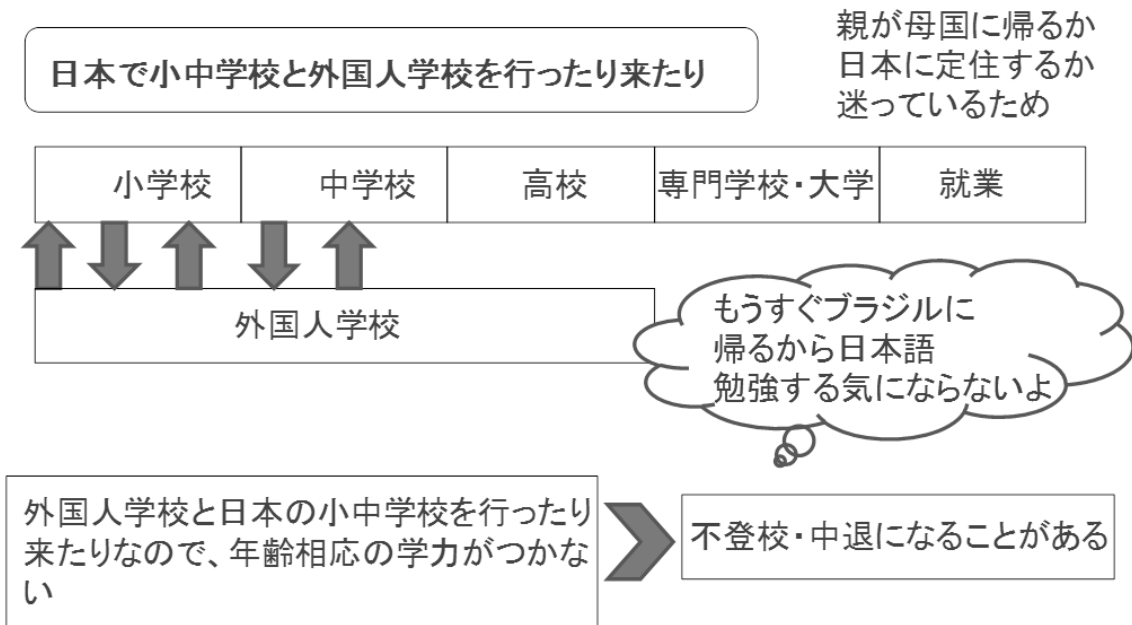 日本で小中学校と外国人学校を行ったり来たり
親が母国に帰るか
日本に定住するか
迷っているため
小学校
中学校
高校
専門学校・大学
就業
外国人学校
もうすぐブラジルに
帰るから日本語
勉強する気にならないよ
外国人学校と日本の小中学校を行ったり
来たりなので、年齢相応の学力がつかな
い
不登校・中退になることがある